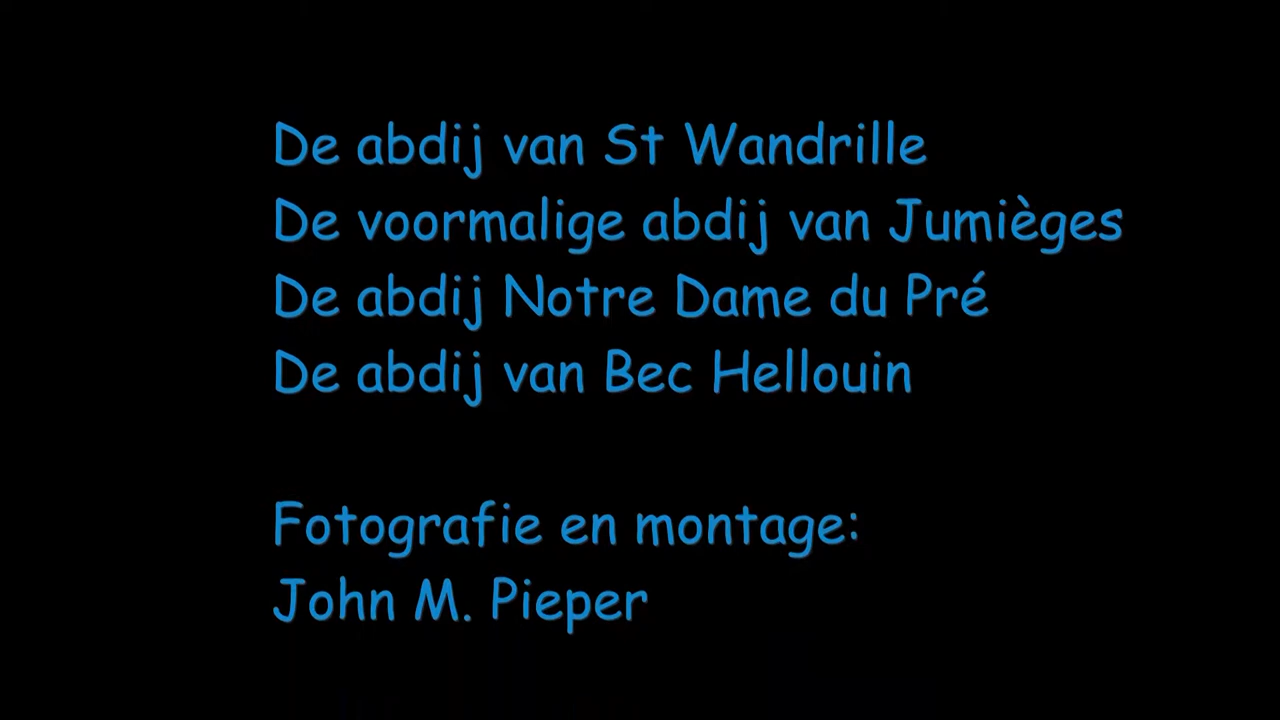 De abdij van St Wandrille
De voormalige abdij van Jumièges
De abdij Notre Dame du Pré
De abdij van Bec Hellouin
Fotografie en montage:
John M. Pieper